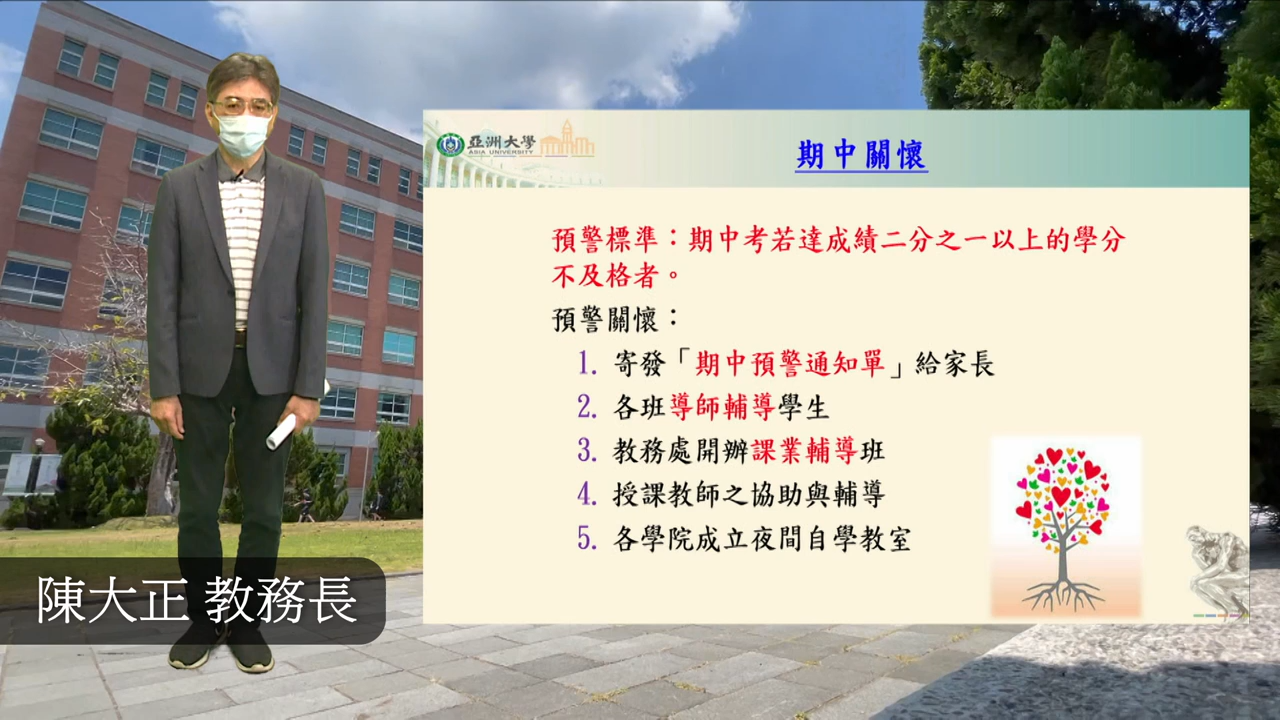 亞洲大學
ASIA UNIVERSITY
期中關懷
預警標準：期中考若達成績二分之一以上的學分
不及格者。
預警關懷：
1. 寄發「期中預警通知單」給家長
2. 各班導師輔導學生
3. 教務處開辦課業輔導班
4. 授課教師之協助與輔導
5. 各學院成立夜間自學教室
陳大正 教務長